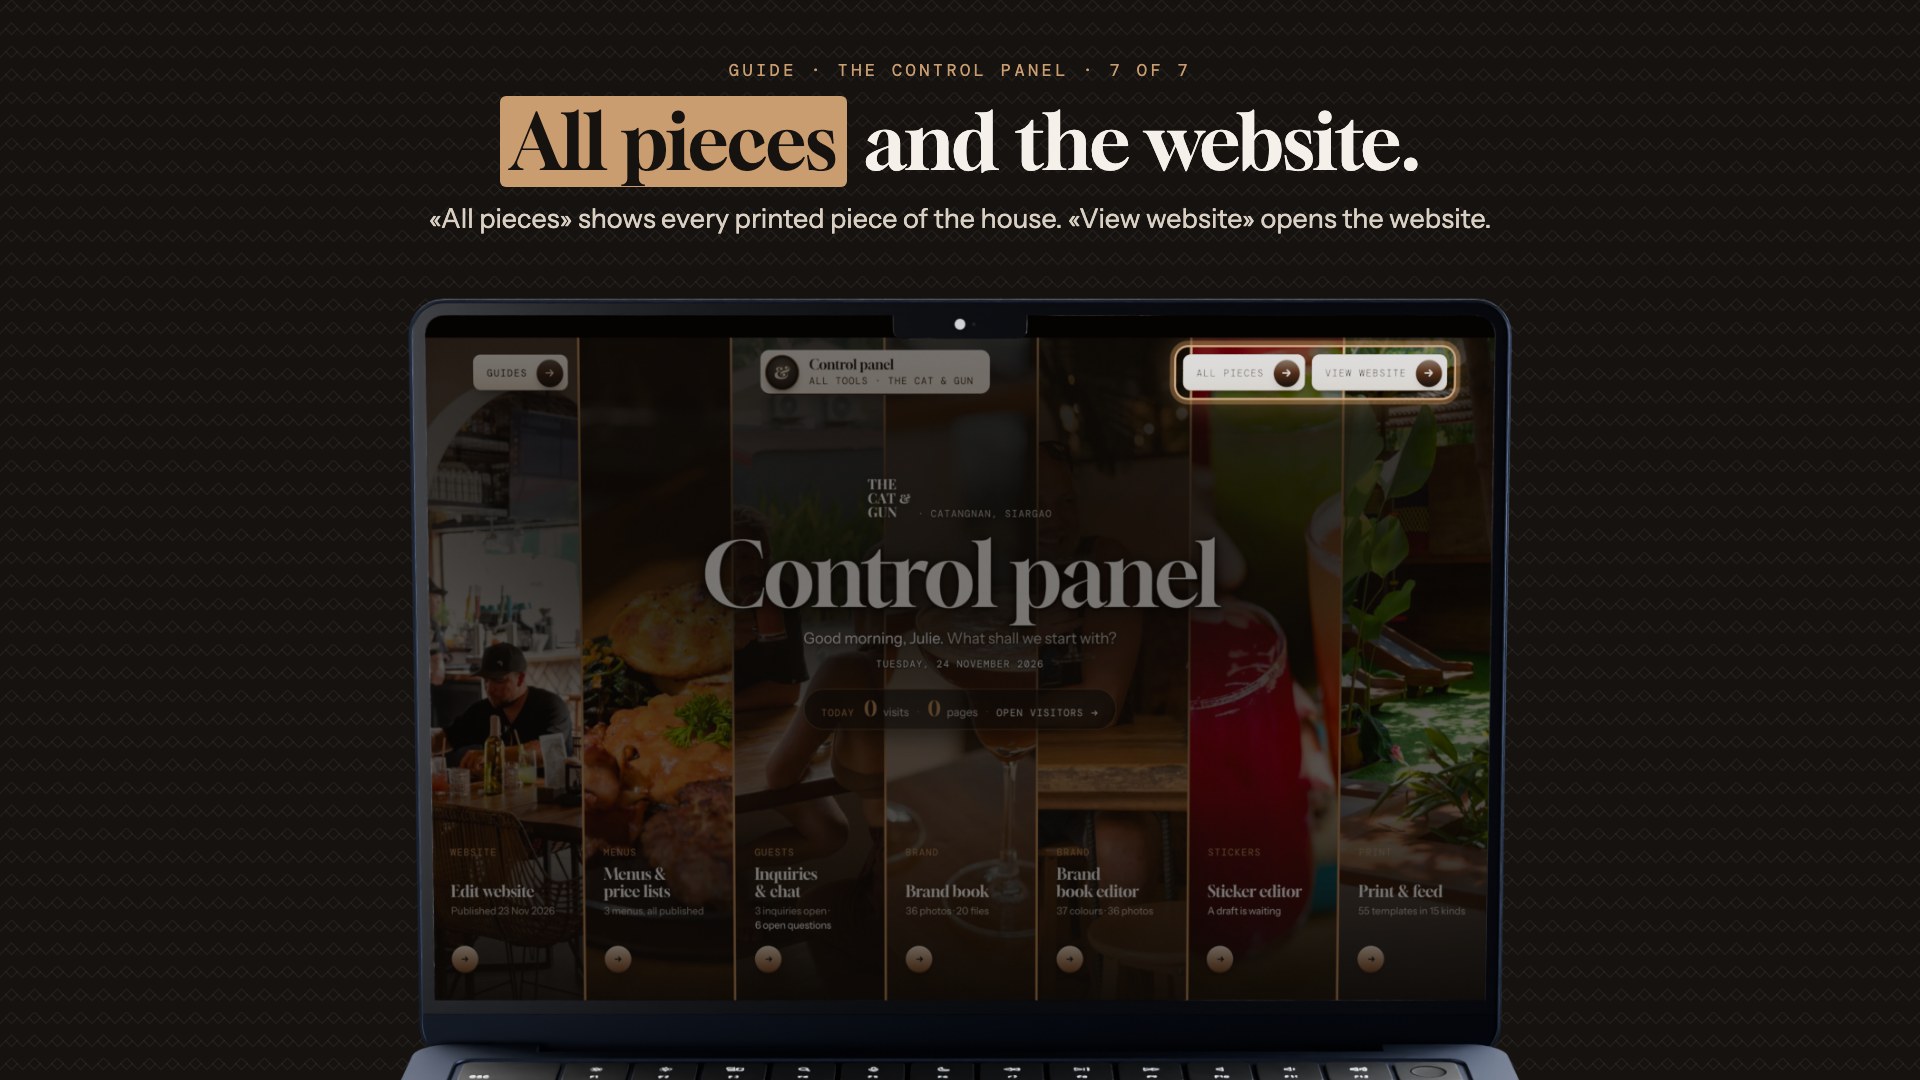 GUIDE · THE CONTROL PANEL · 7 OF 7
All pieces and the website.
«All pieces» shows every printed piece of the house. «View website» opens the website.
GUIDES →
& Control panel
ALL TOOLS · THE CAT & GUN
ALL PIECES →
VIEW WEBSITE →
THE
CAT &
GUN · CATANGNAN, SIARGAO
Control panel
Good morning, Julie. What shall we start with?
TUESDAY, 24 NOVEMBER 2026
TODAY 0 visits · 0 pages · OPEN VISITORS →
WEBSITE
Edit website
Published 23 Nov 2026
MENUS
Menus &
price lists
3 menus, all published
GUESTS
Inquiries
& chat
3 inquiries open ·
6 open questions
BRAND
Brand book
36 photos · 20 files
BRAND
Brand
book editor
37 colours · 36 photos
STICKERS
Sticker editor
A draft is waiting
PRINT
Print & feed
55 templates in 15 kinds